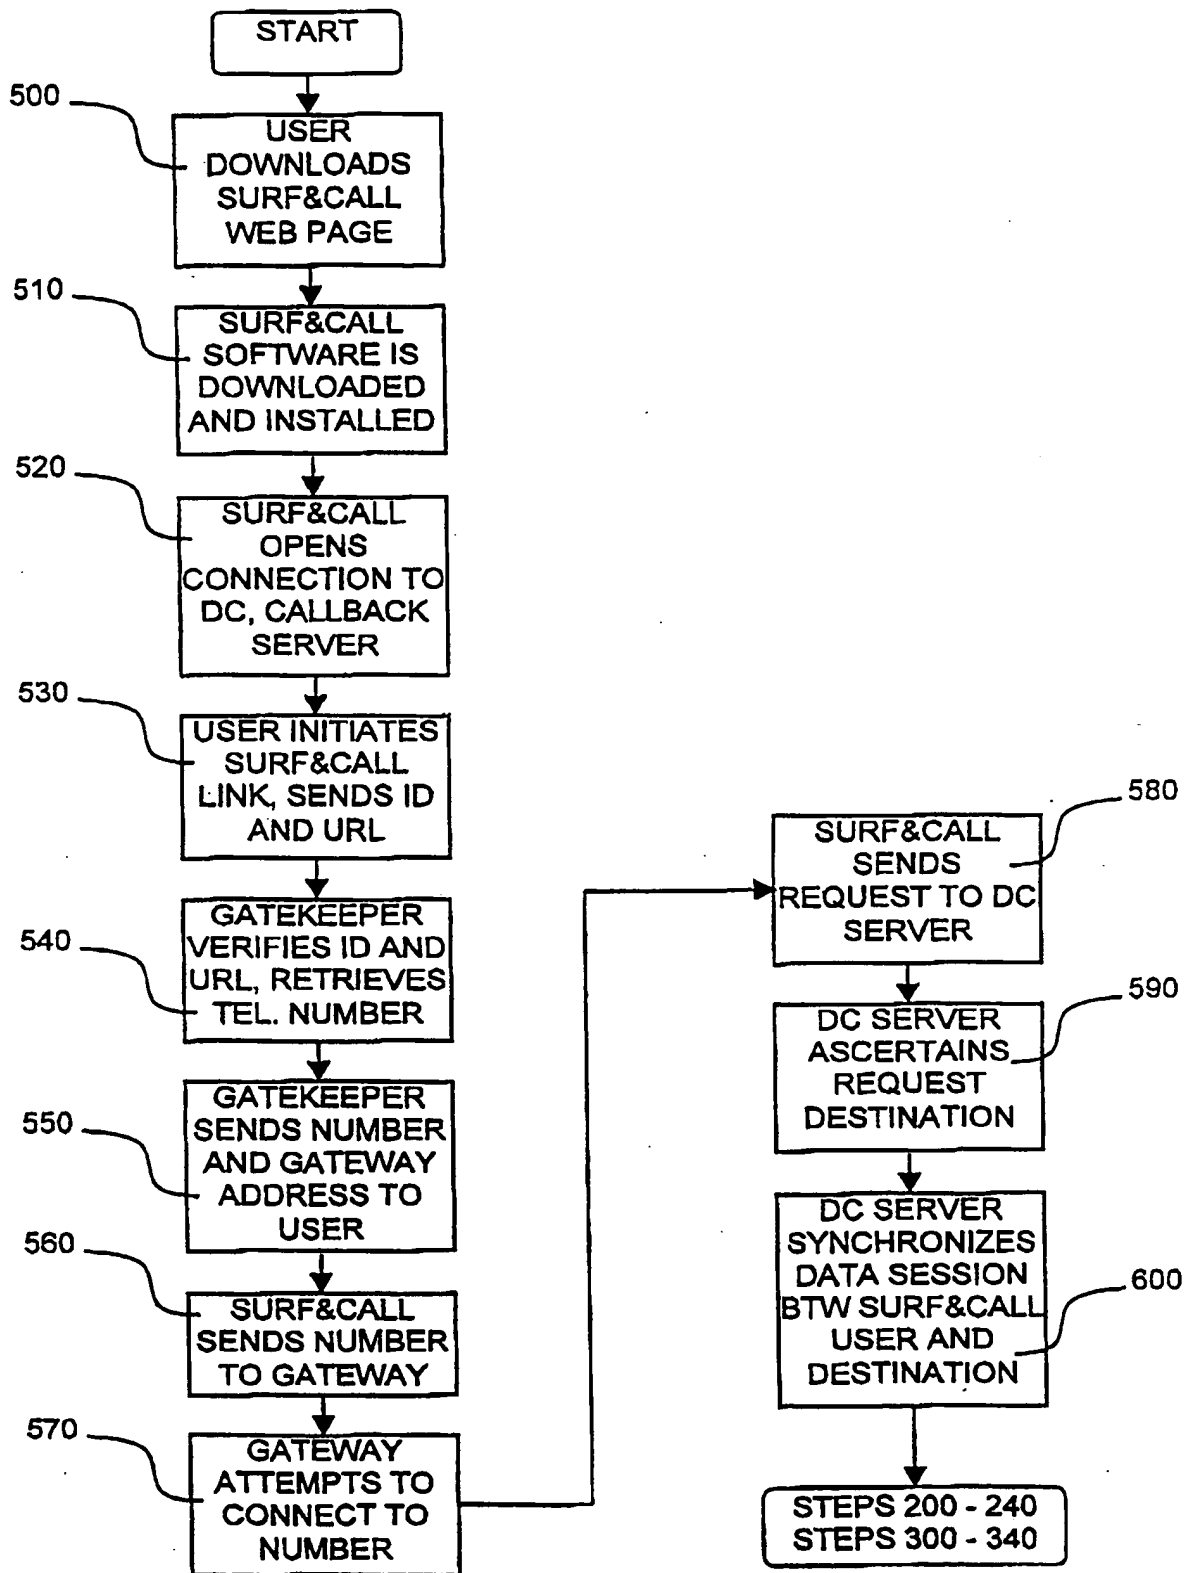 START
500
USER
DOWNLOADS
SURF&CALL
WEB PAGE
510
SURF&CALL
SOFTWARE IS
DOWNLOADED
AND INSTALLED
520
SURF&CALL
OPENS
CONNECTION TO
DC, CALLBACK
SERVER
530
USER INITIATES
SURF&CALL
LINK, SENDS ID
AND URL
540
GATEKEEPER
VERIFIES ID AND
URL, RETRIEVES
TEL. NUMBER
550
GATEKEEPER
SENDS NUMBER
AND GATEWAY
ADDRESS TO
USER
560
SURF&CALL
SENDS NUMBER
TO GATEWAY
570
GATEWAY
ATTEMPTS TO
CONNECT TO
NUMBER
580
SURF&CALL
SENDS
REQUEST TO DC
SERVER
590
DC SERVER
ASCERTAINS
REQUEST
DESTINATION
600
DC SERVER
SYNCHRONIZES
DATA SESSION
BTW SURF&CALL
USER AND
DESTINATION
STEPS 200 - 240
STEPS 300 - 340